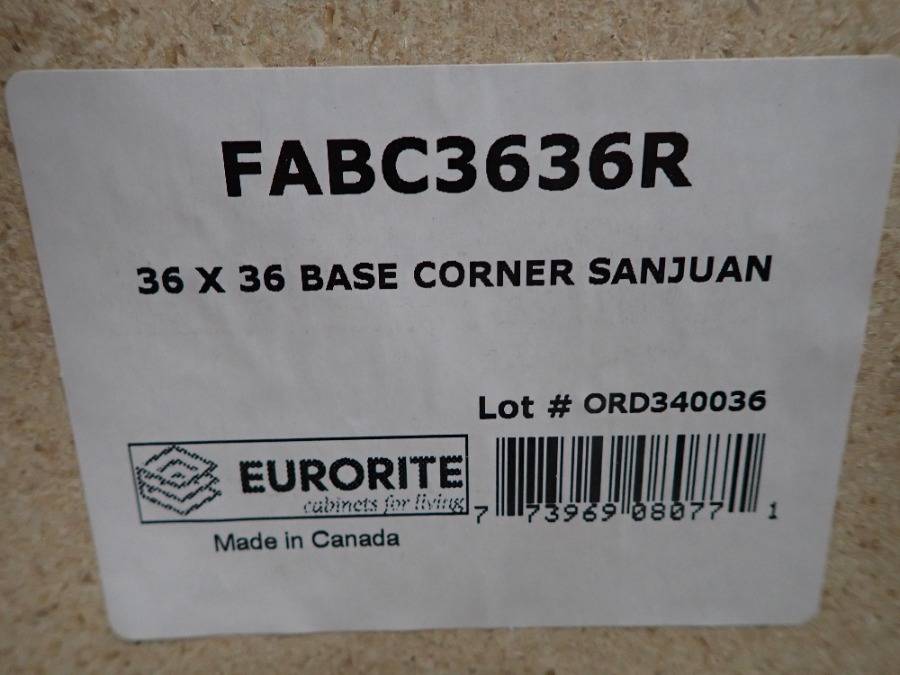 FABC3636R
36 X 36 BASE CORNER SANJUAN
Lot # ORD340036
EURORITE
cabinets for living
7 73969 08077 1
Made in Canada